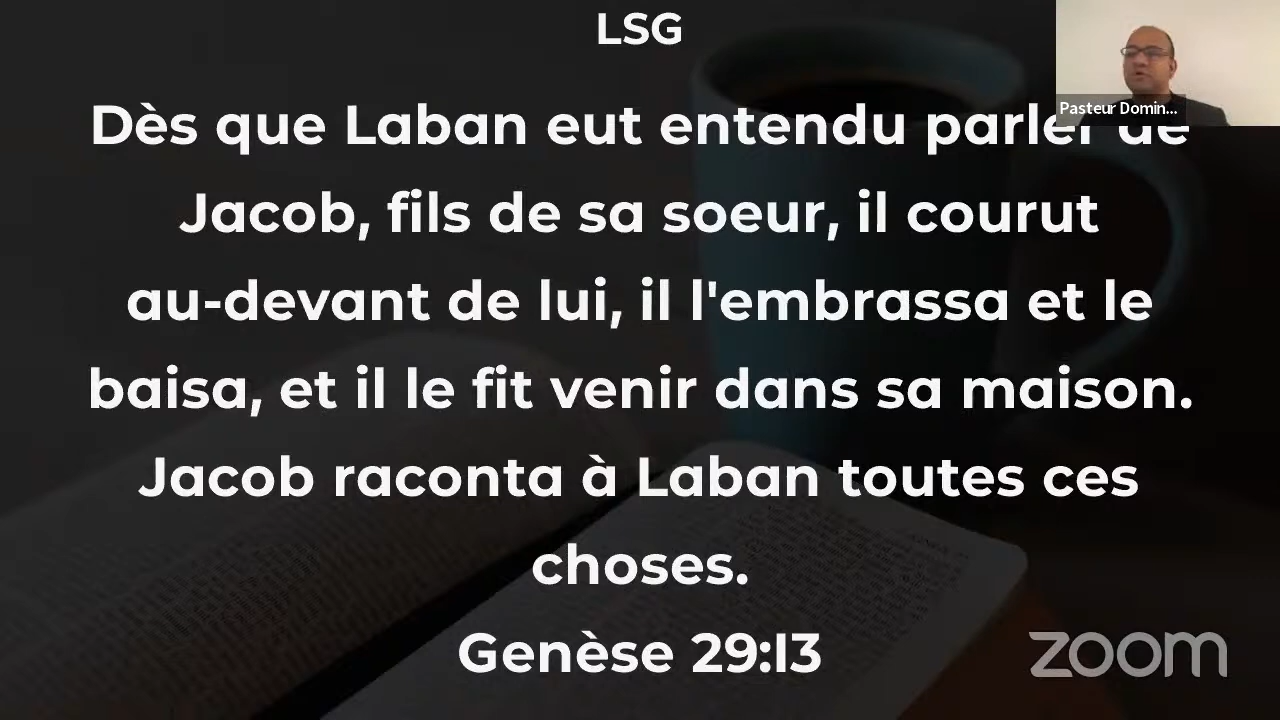 LSG
Pasteur Domin...
Dès que Laban eut entendu parler de
Jacob, fils de sa soeur, il courut
au-devant de lui, il l'embrassa et le
baisa, et il le fit venir dans sa maison.
Jacob raconta à Laban toutes ces
choses.
Genèse 29:13
zoom